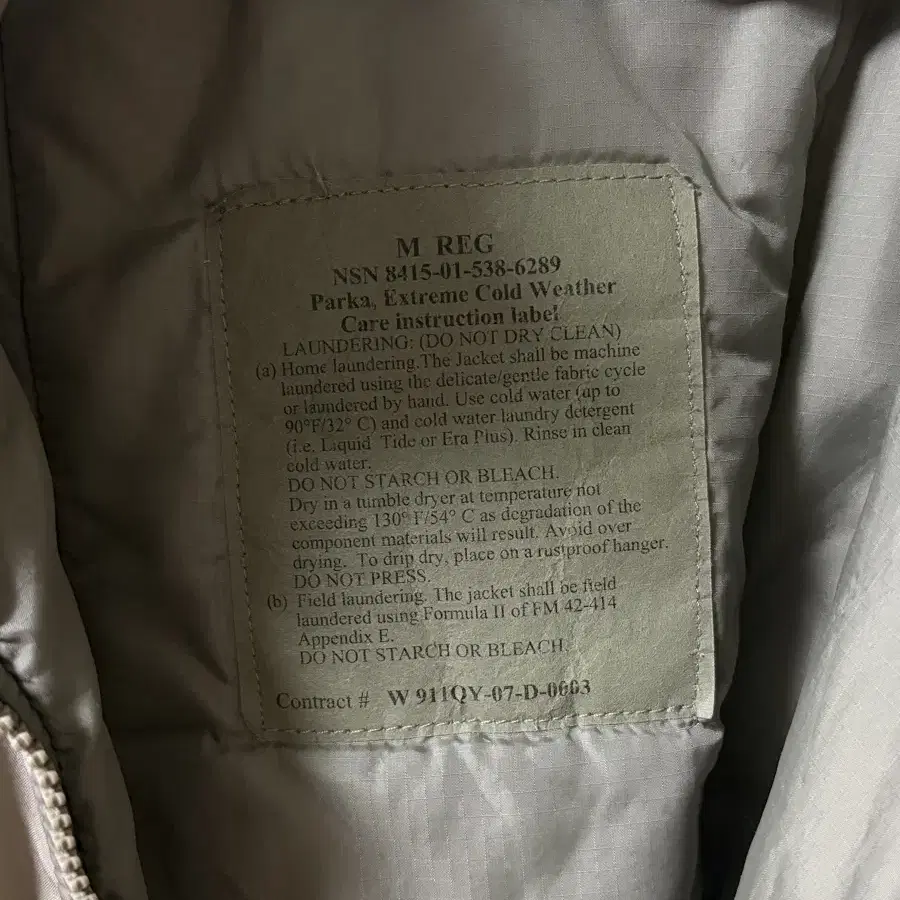 M REG
NSN 8415-01-538-6289
Parka, Extreme Cold Weather
Care instruction label
LAUNDERING: (DO NOT DRY CLEAN)
(a) Home laundering.The Jacket shall be machine
laundered using the delicate/gentle fabric cycle
or laundered by hand. Use cold water (up to
90°F/32° C) and cold water laundry detergent
(i.e. Liquid Tide or Era Plus). Rinse in clean
cold water.
DO NOT STARCH OR BLEACH.
Dry in a tumble dryer at temperature not
exceeding 130° F/54° C as degradation of the
component materials will result. Avoid over
drying. To drip dry, place on a rustproof hanger.
DO NOT PRESS.
(b) Field laundering. The jacket shall be field
laundered using Formula II of FM 42-414
Appendix E.
DO NOT STARCH OR BLEACH.
Contract # W 911QY-07-D-0003